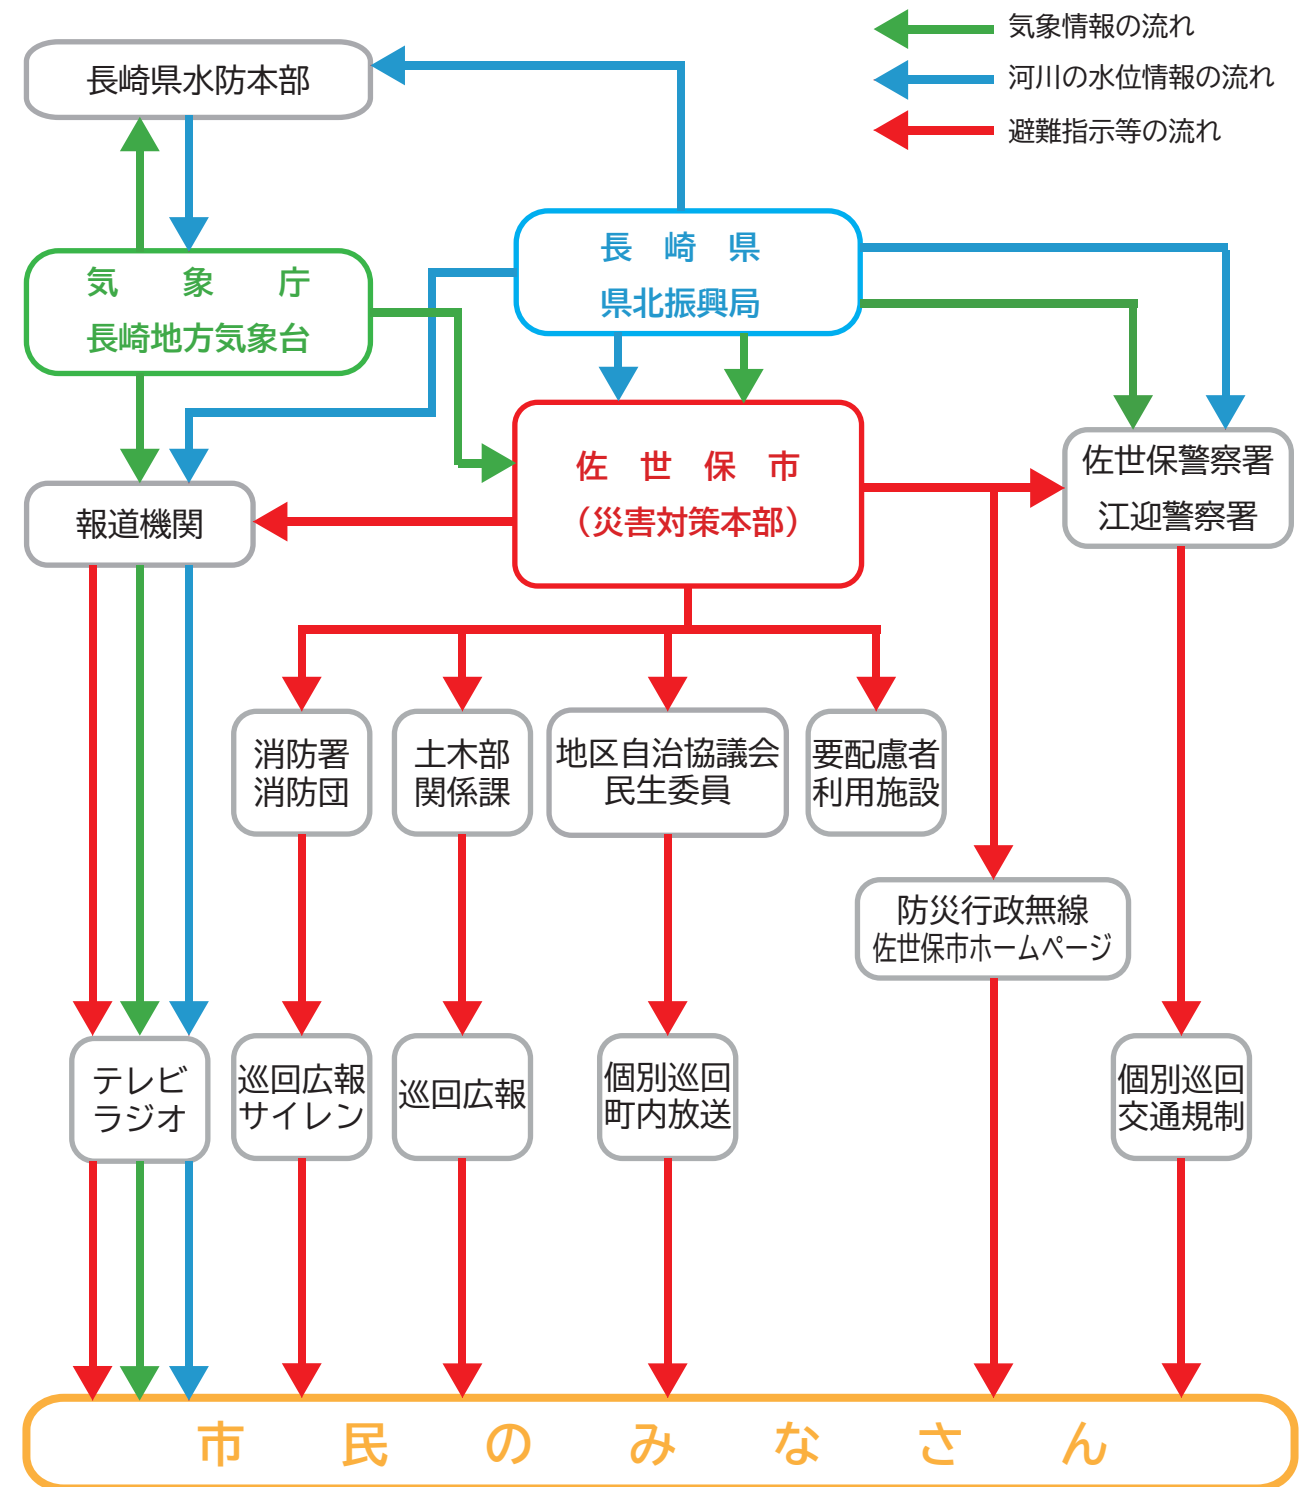 気象情報の流れ
河川の水位情報の流れ
避難指示等の流れ
長崎県水防本部
気　象　庁
長崎地方気象台
長　崎　県
県北振興局
佐　世　保　市
（災害対策本部）
佐世保警察署
江迎警察署
報道機関
消防署
消防団
土木部
関係課
地区自治協議会
民生委員
要配慮者
利用施設
防災行政無線
佐世保市ホームページ
テレビ
ラジオ
巡回広報
サイレン
巡回広報
個別巡回
町内放送
個別巡回
交通規制
市　民　の　み　な　さ　ん